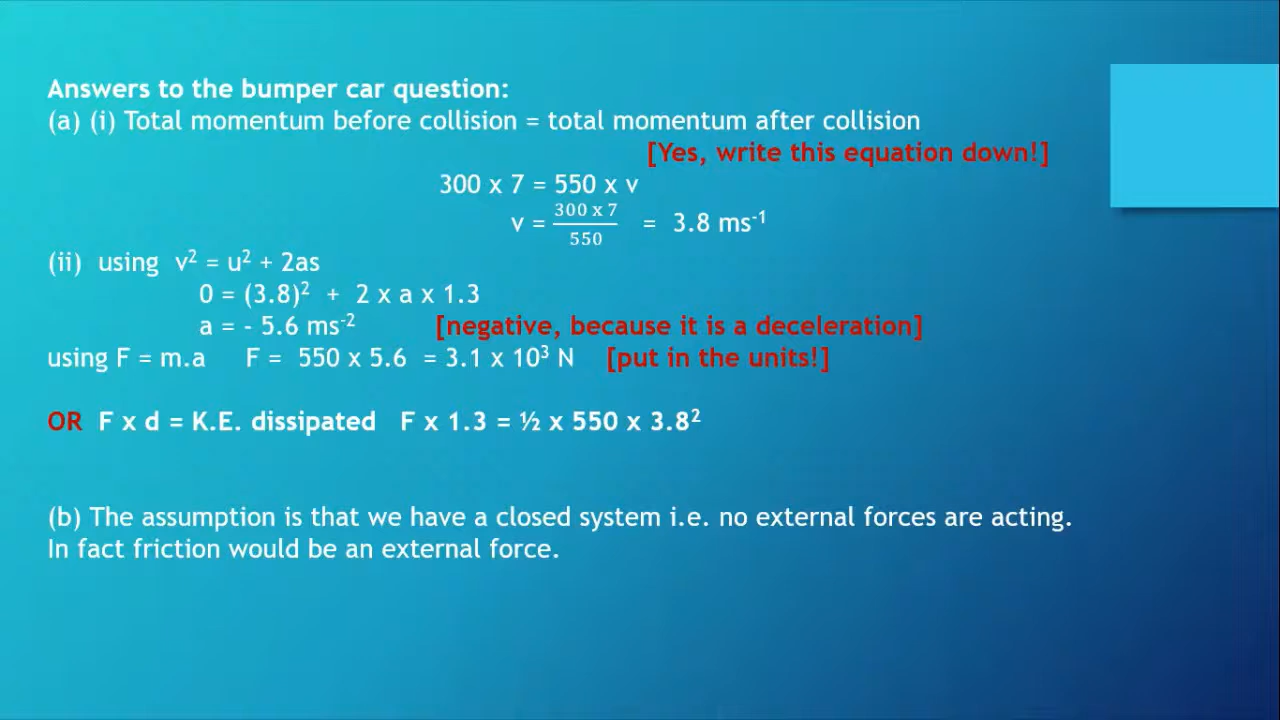 Answers to the bumper car question:
(a) (i) Total momentum before collision = total momentum after collision
[Yes, write this equation down!]
300 x 7 = 550 x v
v = 300 x 7 / 550 = 3.8 ms⁻¹
(ii) using v² = u² + 2as
0 = (3.8)² + 2 x a x 1.3
a = - 5.6 ms⁻² [negative, because it is a deceleration]
using F = m.a F = 550 x 5.6 = 3.1 x 10³ N [put in the units!]
OR F x d = K.E. dissipated F x 1.3 = ½ x 550 x 3.8²
(b) The assumption is that we have a closed system i.e. no external forces are acting.
In fact friction would be an external force.